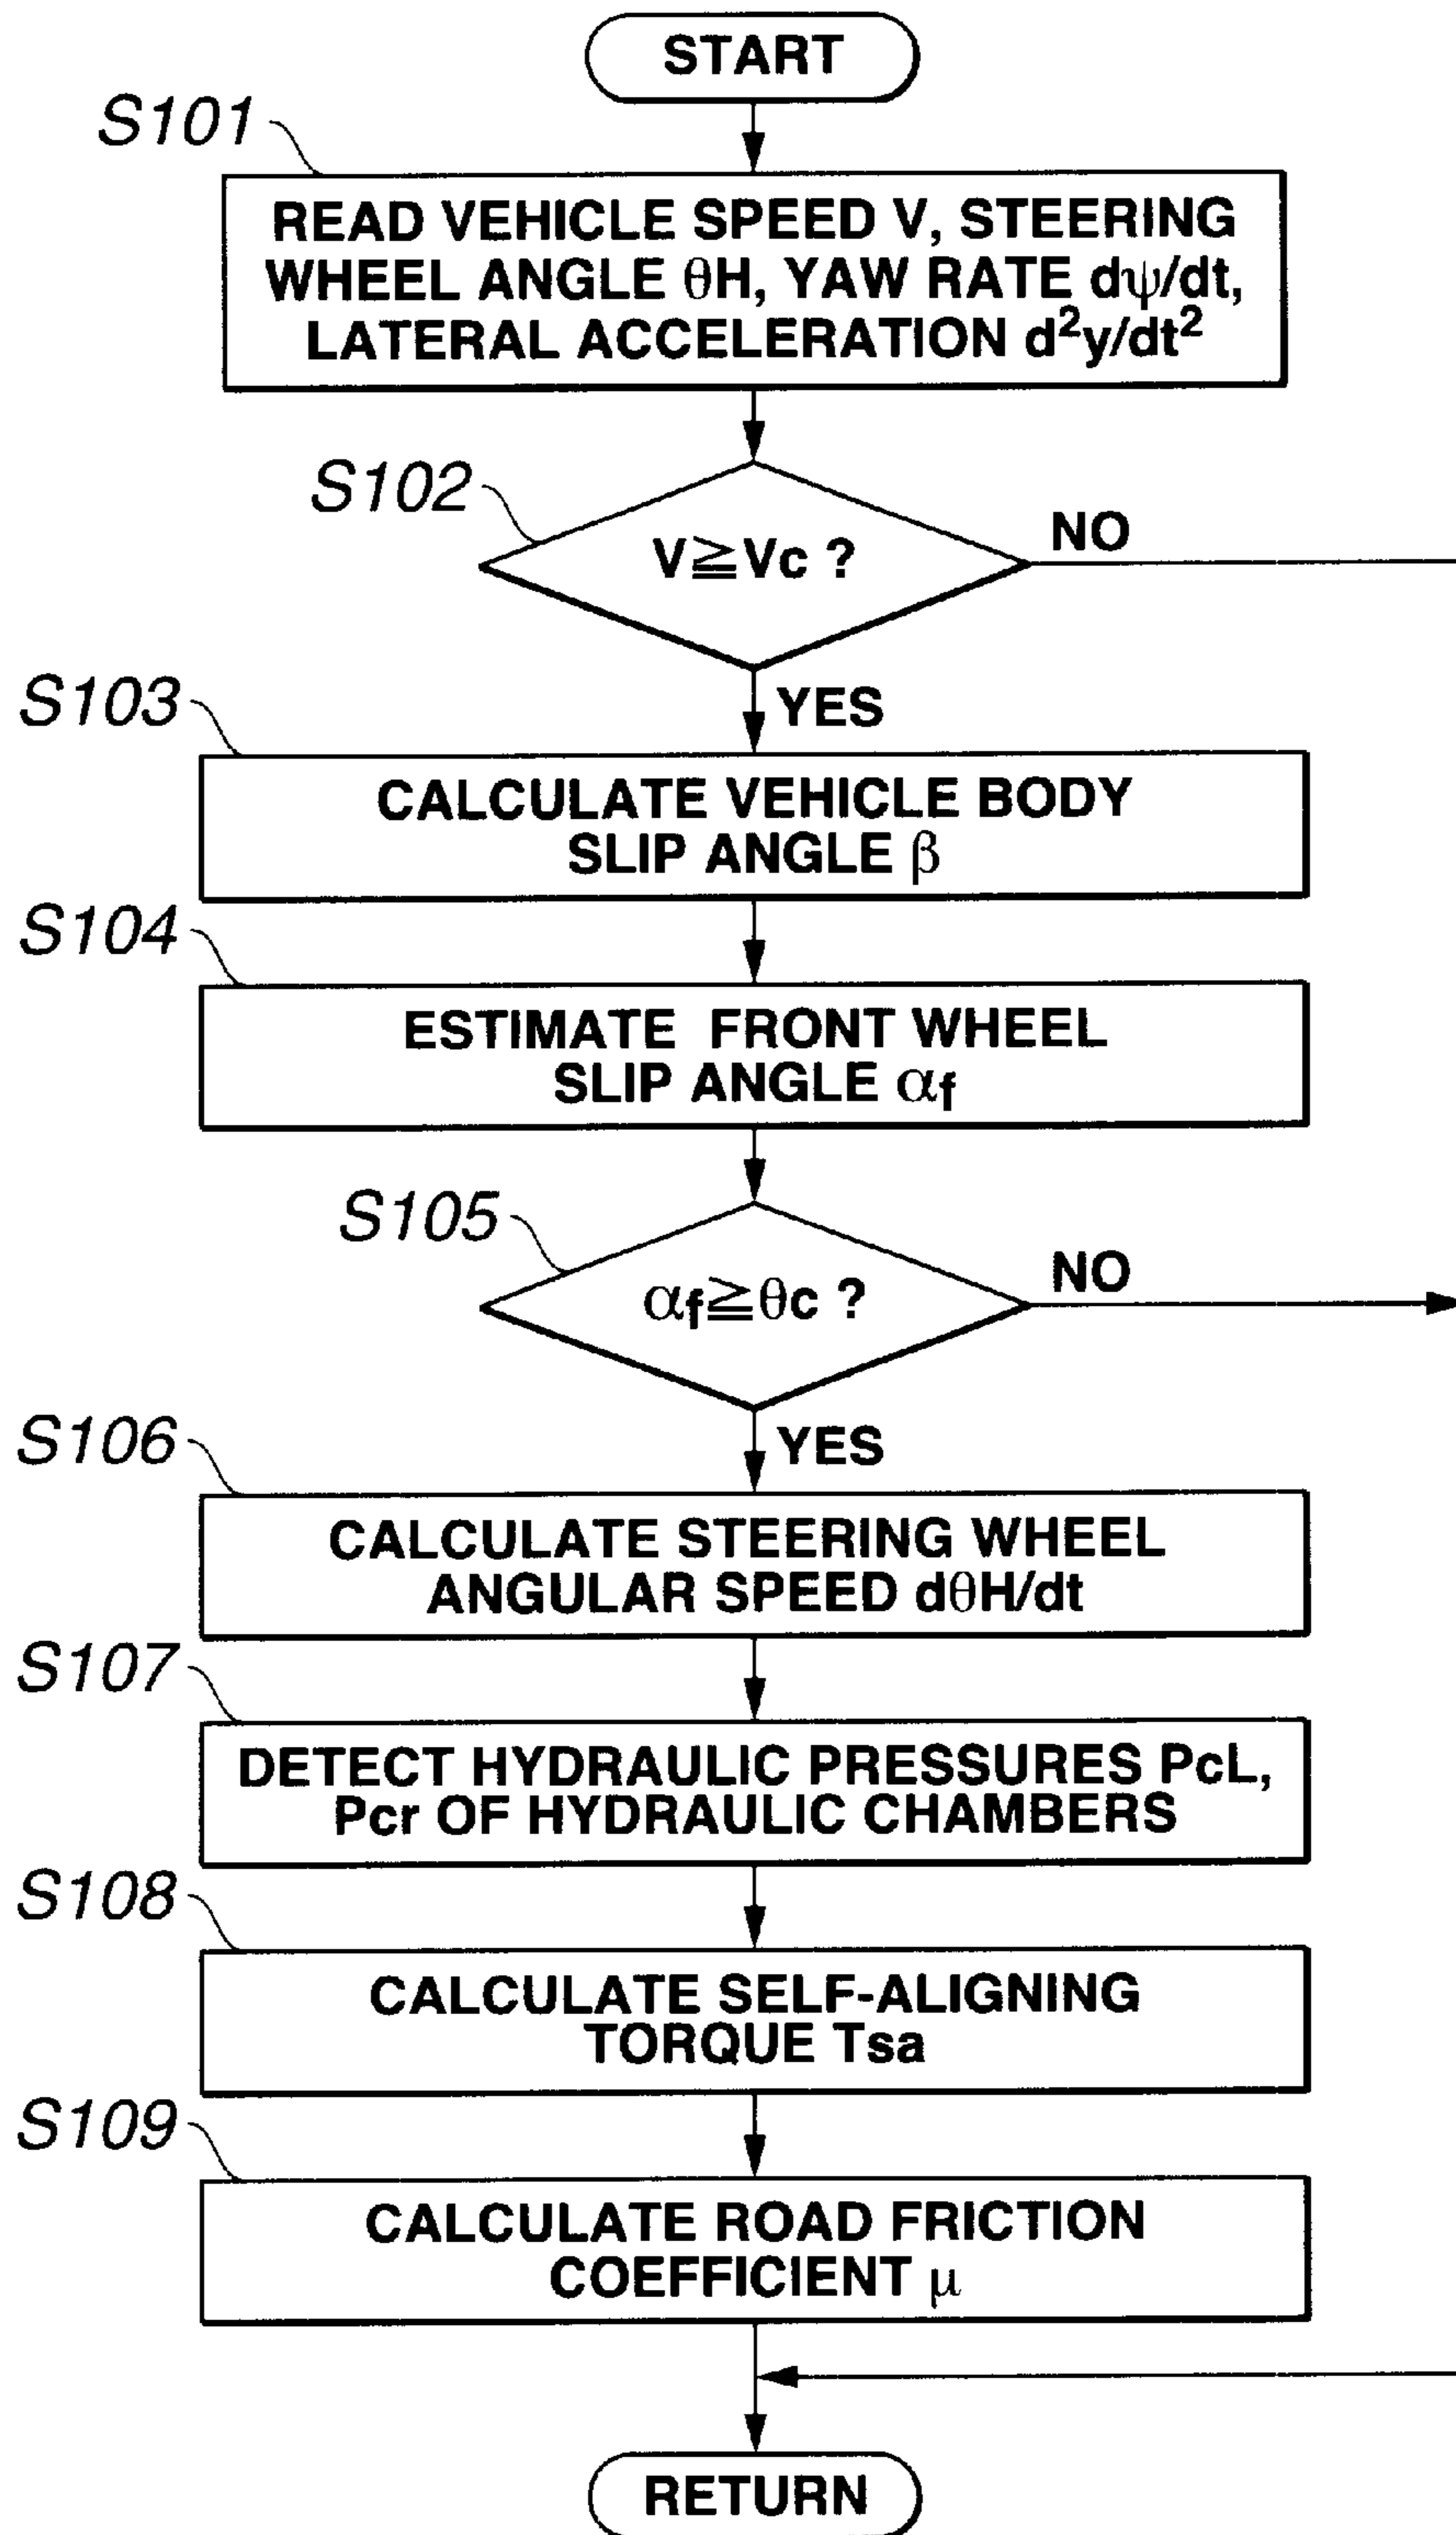 START
S101
READ VEHICLE SPEED V, STEERING
WHEEL ANGLE θH, YAW RATE dψ/dt,
LATERAL ACCELERATION d²y/dt²
S102
V≧Vc ?
NO
YES
S103
CALCULATE VEHICLE BODY
SLIP ANGLE β
S104
ESTIMATE FRONT WHEEL
SLIP ANGLE αf
S105
αf≧θc ?
NO
YES
S106
CALCULATE STEERING WHEEL
ANGULAR SPEED dθH/dt
S107
DETECT HYDRAULIC PRESSURES PcL,
Pcr OF HYDRAULIC CHAMBERS
S108
CALCULATE SELF-ALIGNING
TORQUE Tsa
S109
CALCULATE ROAD FRICTION
COEFFICIENT μ
RETURN